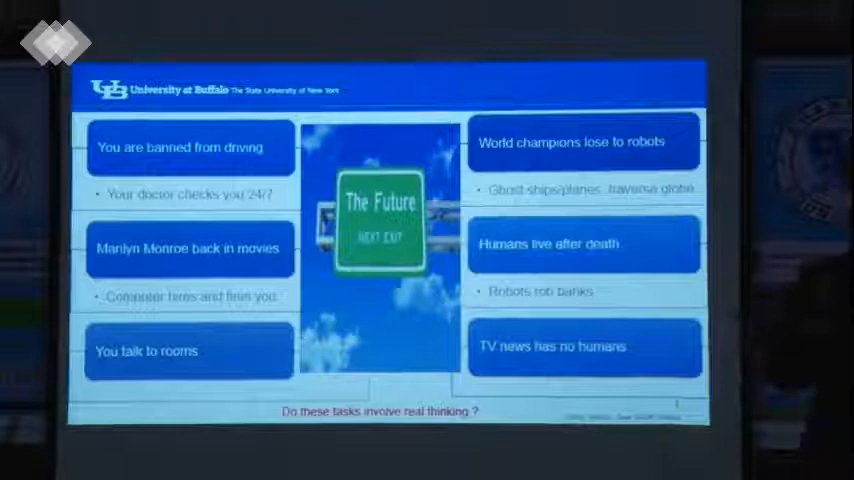 UB University at Buffalo The State University of New York
You are banned from driving
• Your doctor checks you 24/7
Marilyn Monroe back in movies
• Computer hires and fires you
You talk to rooms
The Future
NEXT EXIT
World champions lose to robots
• Ghost ships/planes traverse globe
Humans live after death
• Robots rob banks
TV news has no humans
Do these tasks involve real thinking ?